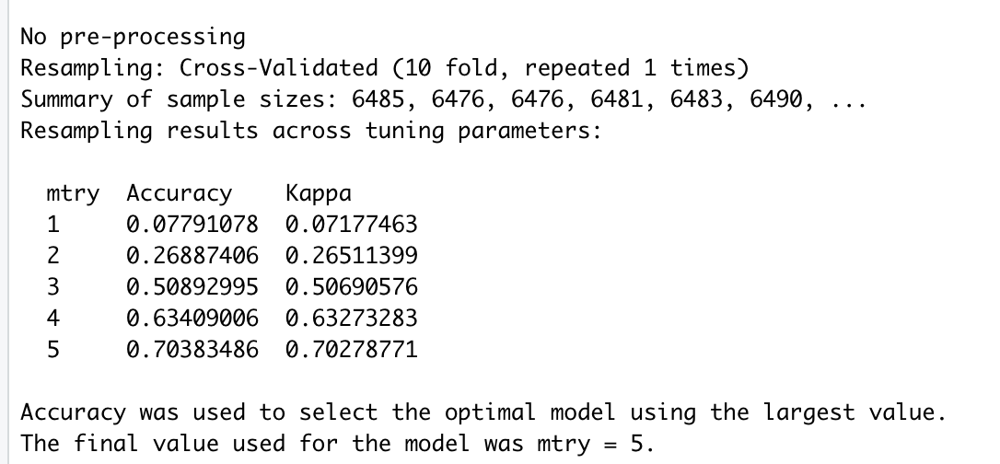 No pre-processing
Resampling: Cross-Validated (10 fold, repeated 1 times)
Summary of sample sizes: 6485, 6476, 6476, 6481, 6483, 6490, ...
Resampling results across tuning parameters:
mtry  Accuracy    Kappa
1     0.07791078  0.07177463
2     0.26887406  0.26511399
3     0.50892995  0.50690576
4     0.63409006  0.63273283
5     0.70383486  0.70278771
Accuracy was used to select the optimal model using the largest value.
The final value used for the model was mtry = 5.